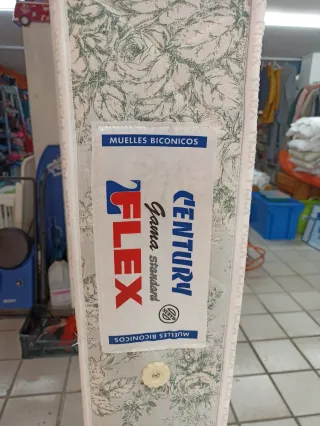 MUELLES BICONICOS
CENTURY
Gama standard
FLEX
MUELLES BICONICOS